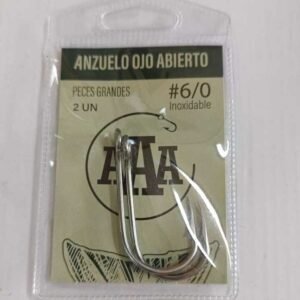 ANZUELO OJO ABIERTO
PECES GRANDES
2 UN
#6/0
Inoxidable
AAA